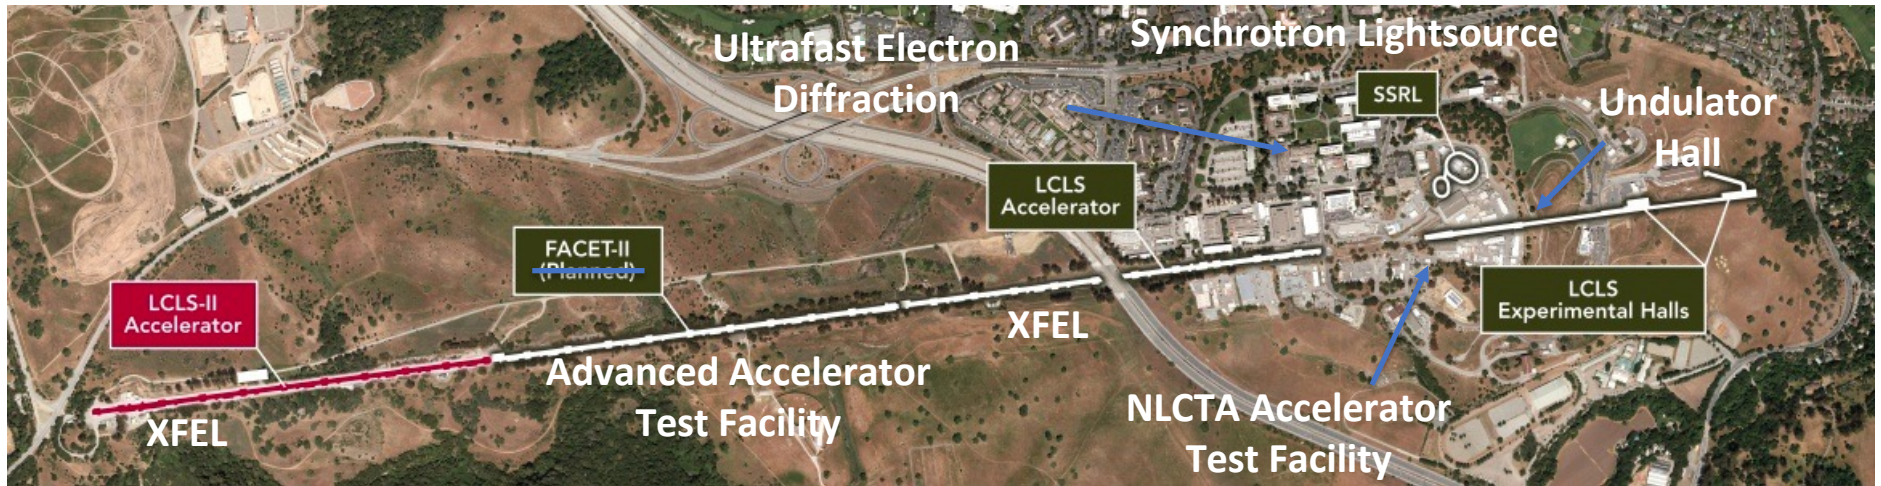 Ultrafast Electron
Diffraction
Synchrotron Lightsource
SSRL
Undulator
Hall
LCLS
Accelerator
FACET-II
(Planned)
LCLS-II
Accelerator
LCLS
Experimental Halls
XFEL
Advanced Accelerator
Test Facility
NLCTA Accelerator
Test Facility
XFEL